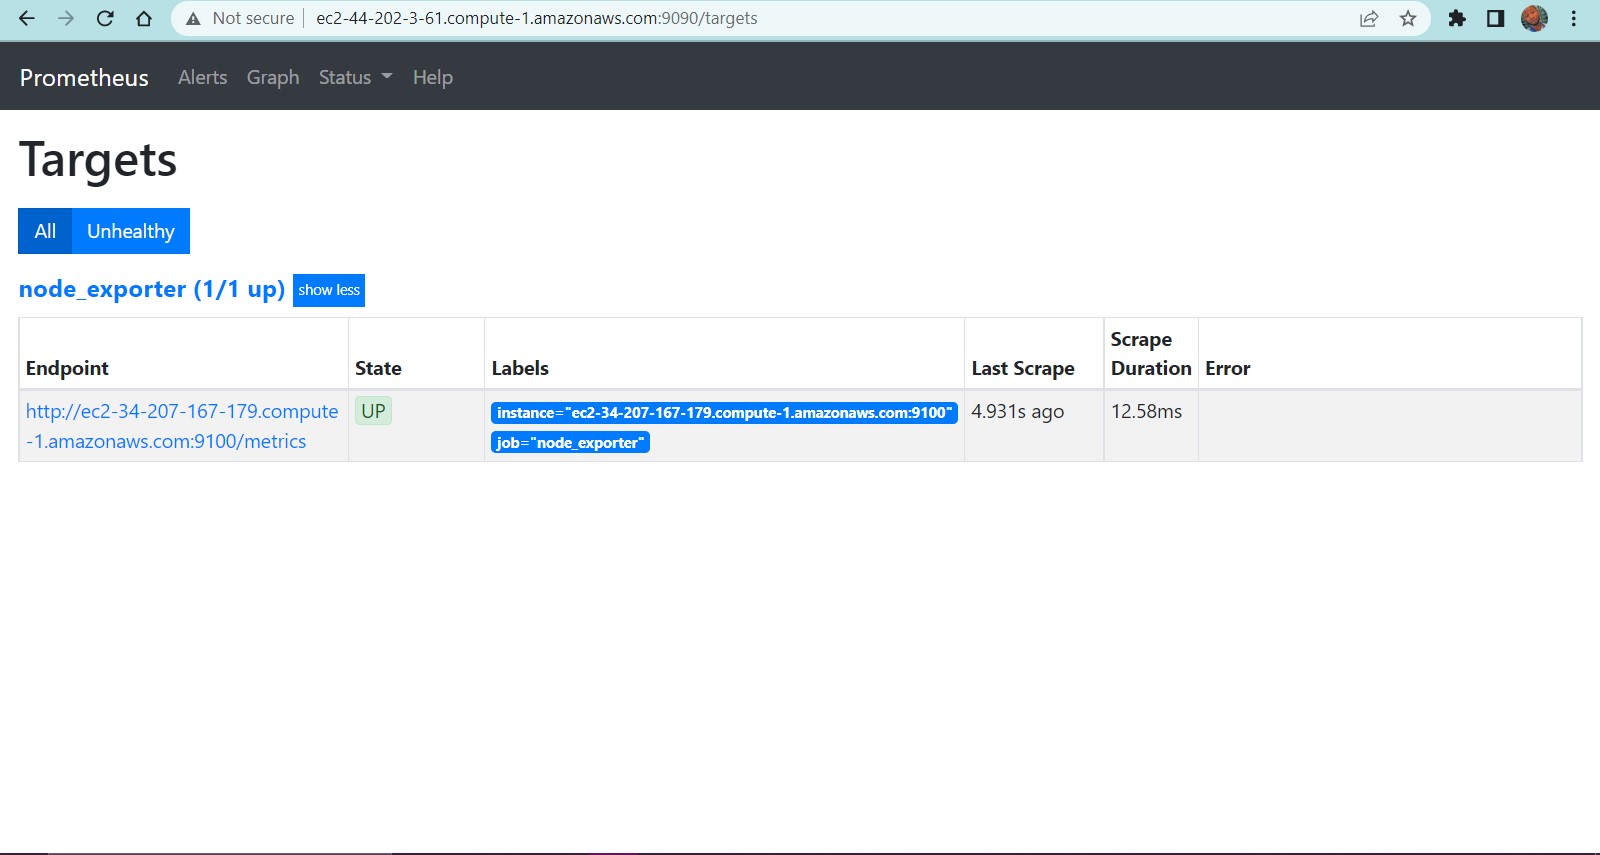 Not secure ec2-44-202-3-61.compute-1.amazonaws.com:9090/targets
Prometheus Alerts Graph Status Help
Targets
All Unhealthy
node_exporter (1/1 up) show less
Endpoint State Labels Last Scrape Scrape Duration Error
http://ec2-34-207-167-179.compute
-1.amazonaws.com:9100/metrics
UP
instance="ec2-34-207-167-179.compute-1.amazonaws.com:9100"
job="node_exporter"
4.931s ago
12.58ms